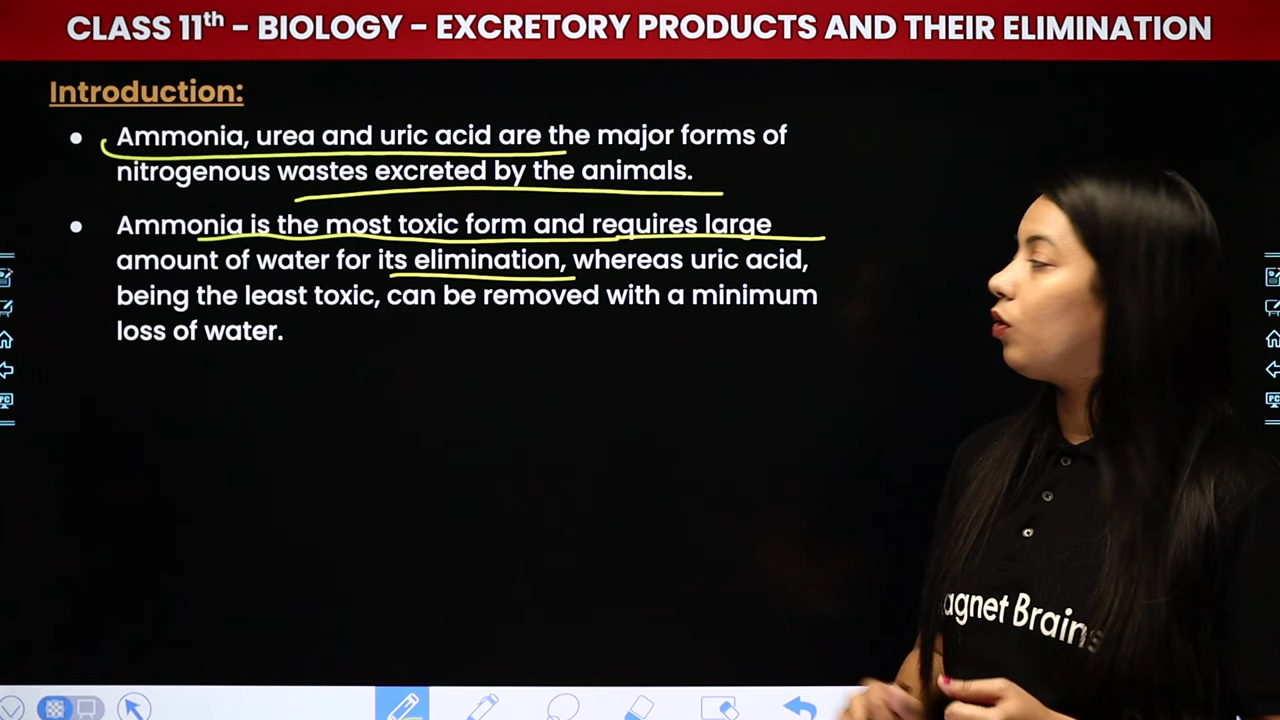 CLASS 11th - BIOLOGY - EXCRETORY PRODUCTS AND THEIR ELIMINATION
Introduction:
• Ammonia, urea and uric acid are the major forms of
nitrogenous wastes excreted by the animals.
• Ammonia is the most toxic form and requires large
amount of water for its elimination, whereas uric acid,
being the least toxic, can be removed with a minimum
loss of water.
agnet Brains